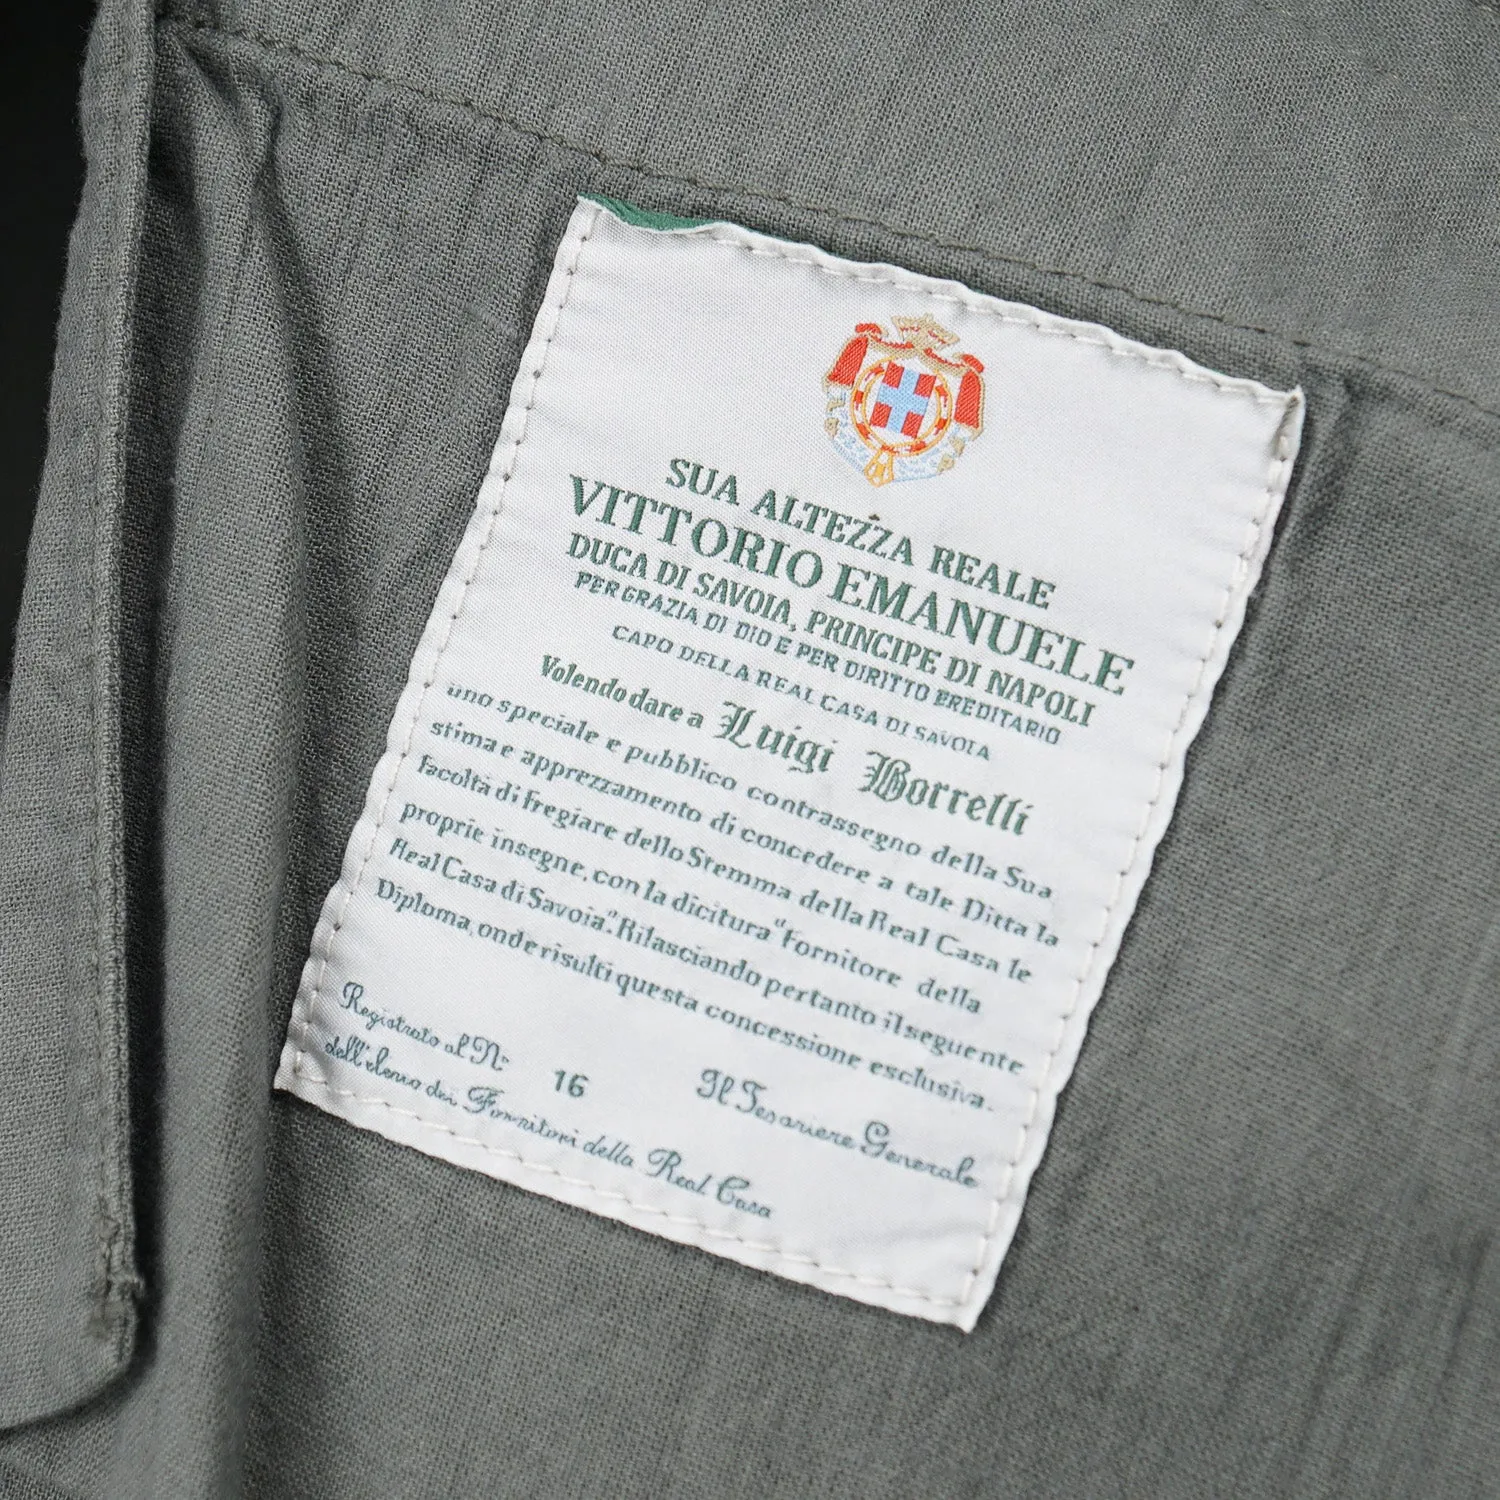 SUA ALTEZZA REALE
VITTORIO EMANUELE
DUCA DI SAVOIA, PRINCIPE DI NAPOLI
PER GRAZIA DI DIO E PER DIRITTO EREDITARIO
CAPO DELLA REAL CASA DI SAVOIA
Volendo dare a Luigi Borrelli
uno speciale e pubblico contrassegno della Sua
stima e apprezzamento di concedere a tale Ditta la
facoltà di fregiare dello Stemma della Real Casa le
proprie insegne, con la dicitura "Fornitore della
Real Casa di Savoia". Rilasciando pertanto il seguente
Diploma, onde risulti questa concessione esclusiva.
Registrato al N° 16
dell'elenco dei Fornitori della Real Casa
Il Tesoriere Generale